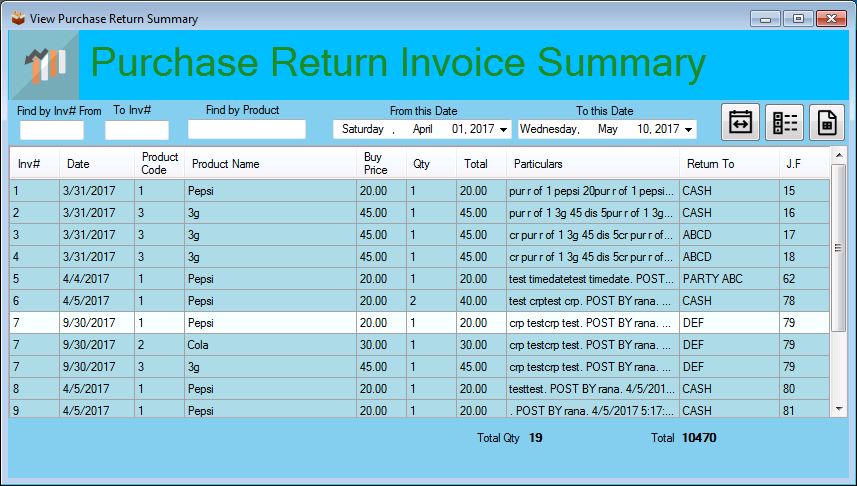 View Purchase Return Summary
Purchase Return Invoice Summary
Find by Inv# From To Inv# Find by Product From this Date To this Date
Saturday , April 01, 2017 Wednesday, May 10, 2017
Inv# Date Product Code Product Name Buy Price Qty Total Particulars Return To J.F
1 3/31/2017 1 Pepsi 20.00 1 20.00 pur r of 1 pepsi 20pur r of 1 pepsi... CASH 15
2 3/31/2017 3 3g 45.00 1 45.00 pur r of 1 3g 45 dis 5pur r of 1 3g... CASH 16
3 3/31/2017 3 3g 45.00 1 45.00 cr pur r of 1 3g 45 dis 5cr pur r of... ABCD 17
4 3/31/2017 3 3g 45.00 1 45.00 cr pur r of 1 3g 45 dis 5cr pur r of... ABCD 18
5 4/4/2017 1 Pepsi 20.00 1 20.00 test timedatetest timedate. POST... PARTY ABC 62
6 4/5/2017 1 Pepsi 20.00 2 40.00 test crptest crp. POST BY rana. ... CASH 78
7 9/30/2017 1 Pepsi 20.00 1 20.00 crp testcrp test. POST BY rana. ... DEF 79
7 9/30/2017 2 Cola 30.00 1 30.00 crp testcrp test. POST BY rana. ... DEF 79
7 9/30/2017 3 3g 45.00 1 45.00 crp testcrp test. POST BY rana. ... DEF 79
8 4/5/2017 1 Pepsi 20.00 1 20.00 testtest. POST BY rana. 4/5/201... CASH 80
9 4/5/2017 1 Pepsi 20.00 1 20.00 . POST BY rana. 4/5/2017 5:17:... CASH 81
Total Qty 19 Total 10470